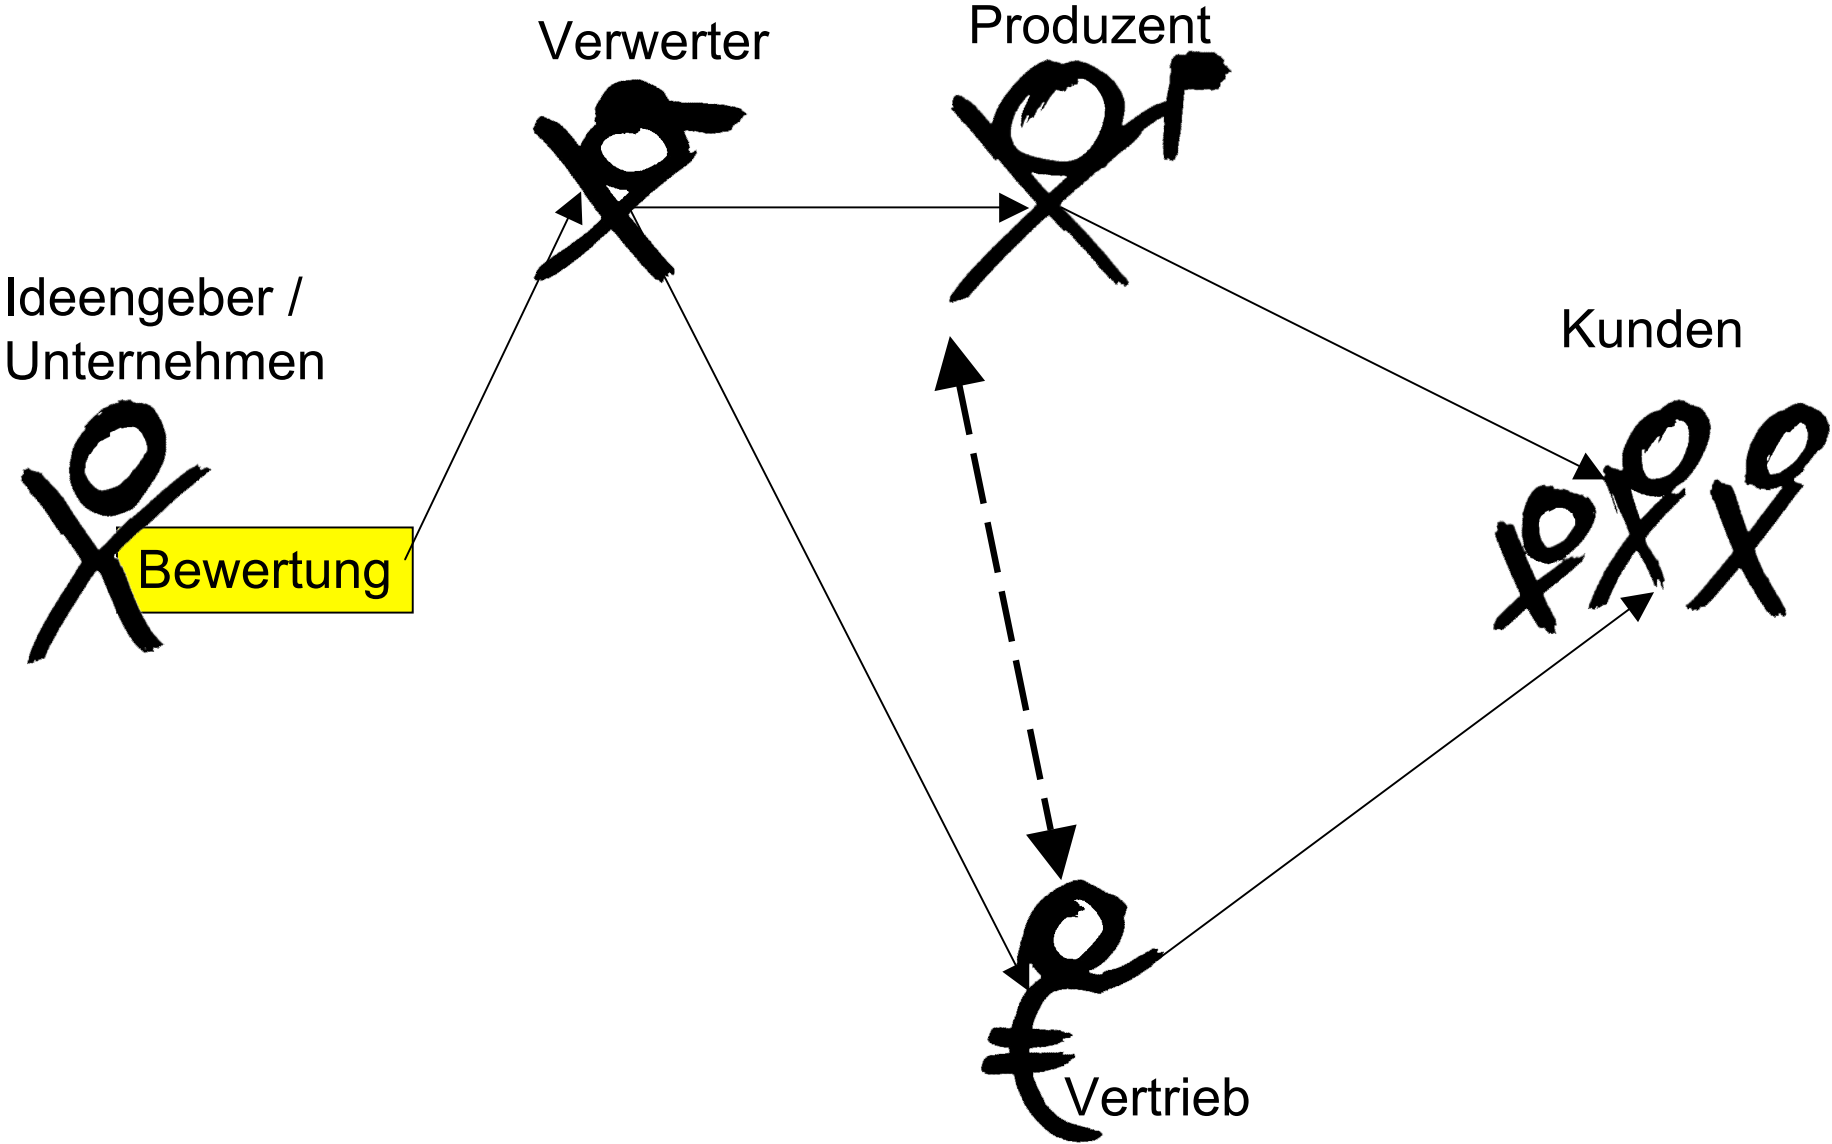 Verwerter
Produzent
Ideengeber /
Unternehmen
Kunden
Bewertung
Vertrieb